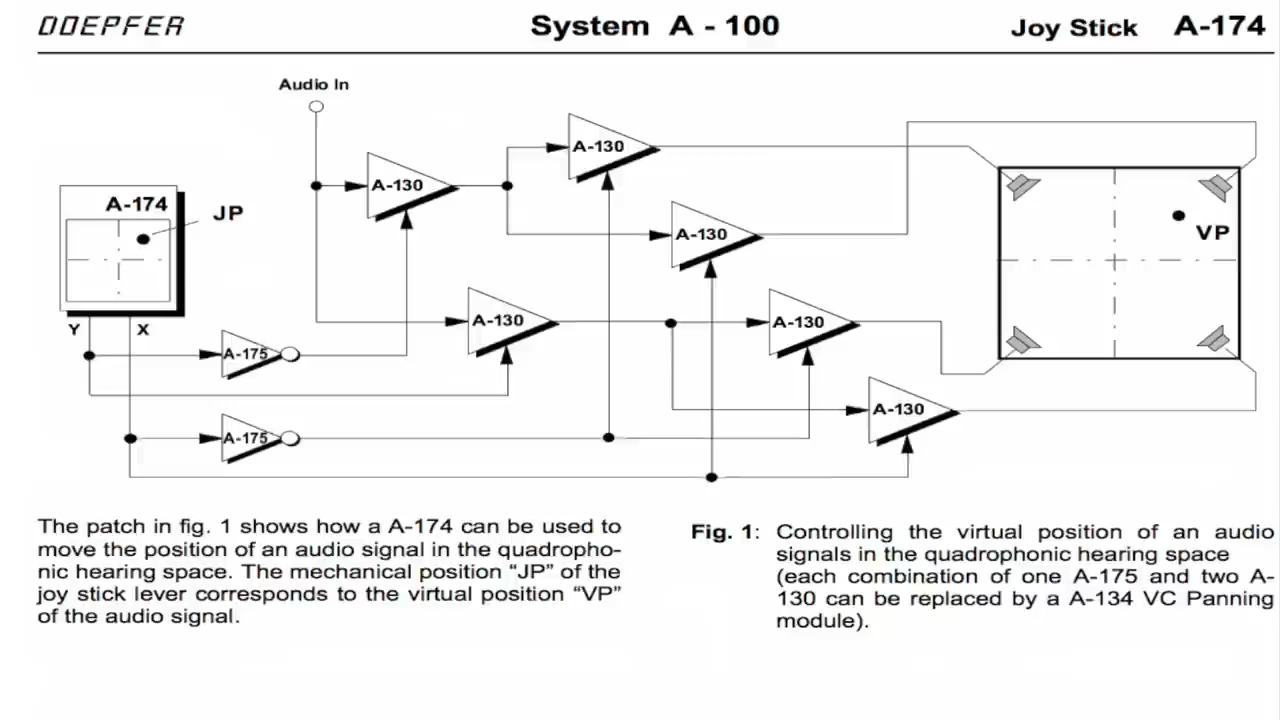 DOEPFER
System A - 100
Joy Stick A-174
Audio In
A-130
A-130
A-174
JP
A-130
VP
A-130
A-130
Y X
A-175
A-130
A-175
The patch in fig. 1 shows how a A-174 can be used to
move the position of an audio signal in the quadropho-
nic hearing space. The mechanical position “JP” of the
joy stick lever corresponds to the virtual position “VP”
of the audio signal.
Fig. 1: Controlling the virtual position of an audio
signals in the quadrophonic hearing space
(each combination of one A-175 and two A-
130 can be replaced by a A-134 VC Panning
module).